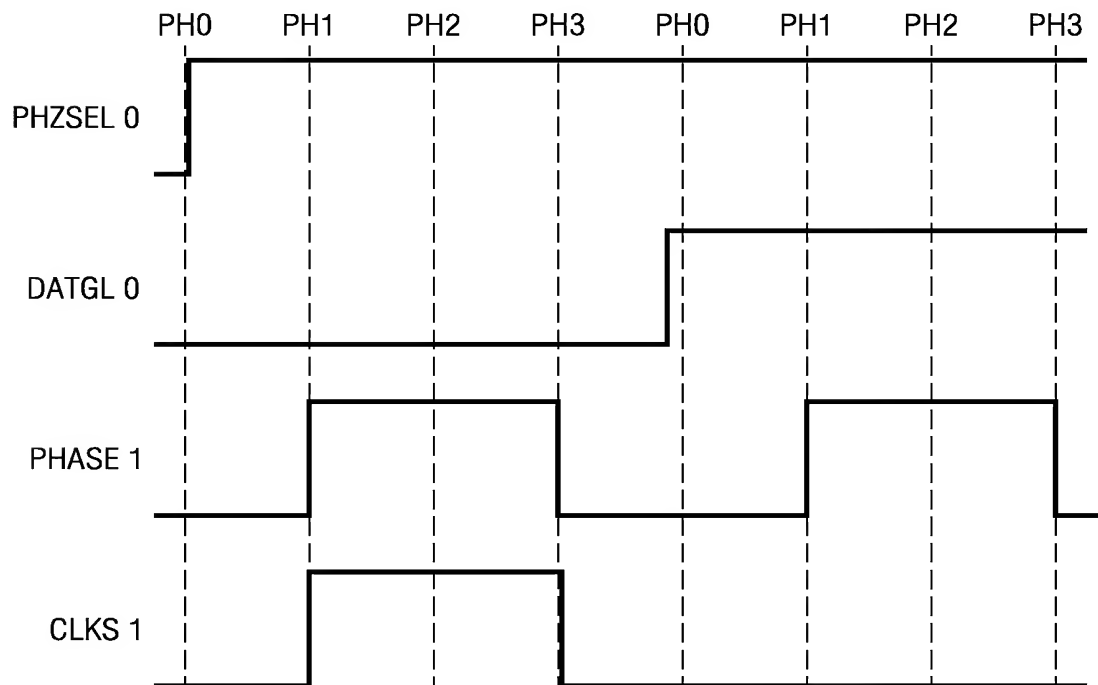 PH0 PH1 PH2 PH3 PH0 PH1 PH2 PH3
PHZSEL 0
DATGL 0
PHASE 1
CLKS 1